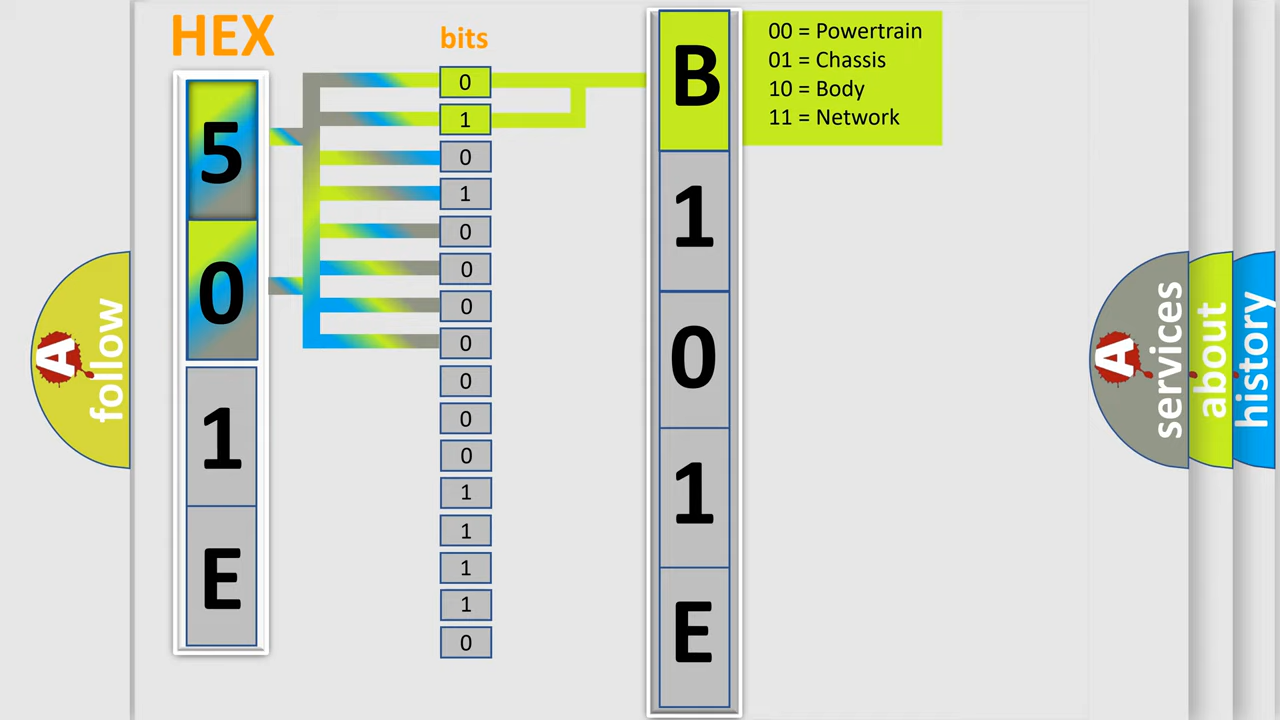 HEX
bits
5
0
1
E
0
1
0
1
0
0
0
0
0
0
0
1
1
1
1
0
B
1
0
1
E
00 = Powertrain
01 = Chassis
10 = Body
11 = Network
A
follow
A
services
about
history